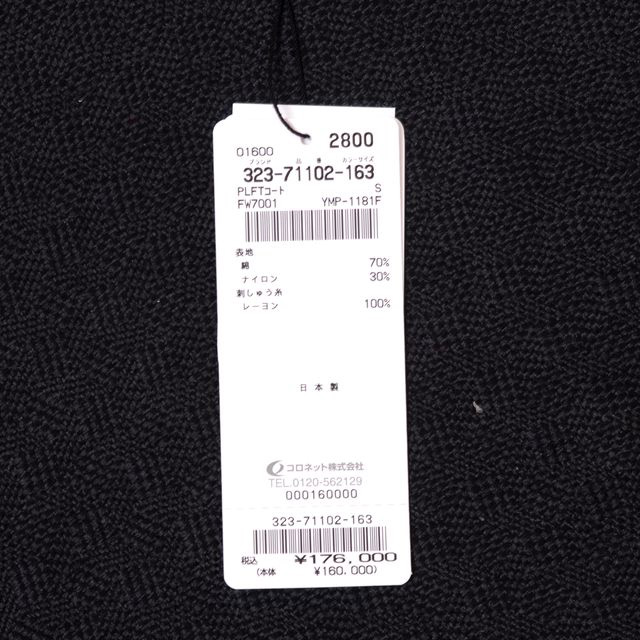 01600 2800
ブランド 品番 カラーサイズ
323-71102-163
PLFTコート S
FW7001 YMP-1181F
表地
綿 70%
ナイロン 30%
刺しゅう糸
レーヨン 100%
日本製
コロネット株式会社
TEL.0120-562129
000160000
323-71102-163
税込 ¥176,000
(本体 ¥160,000)